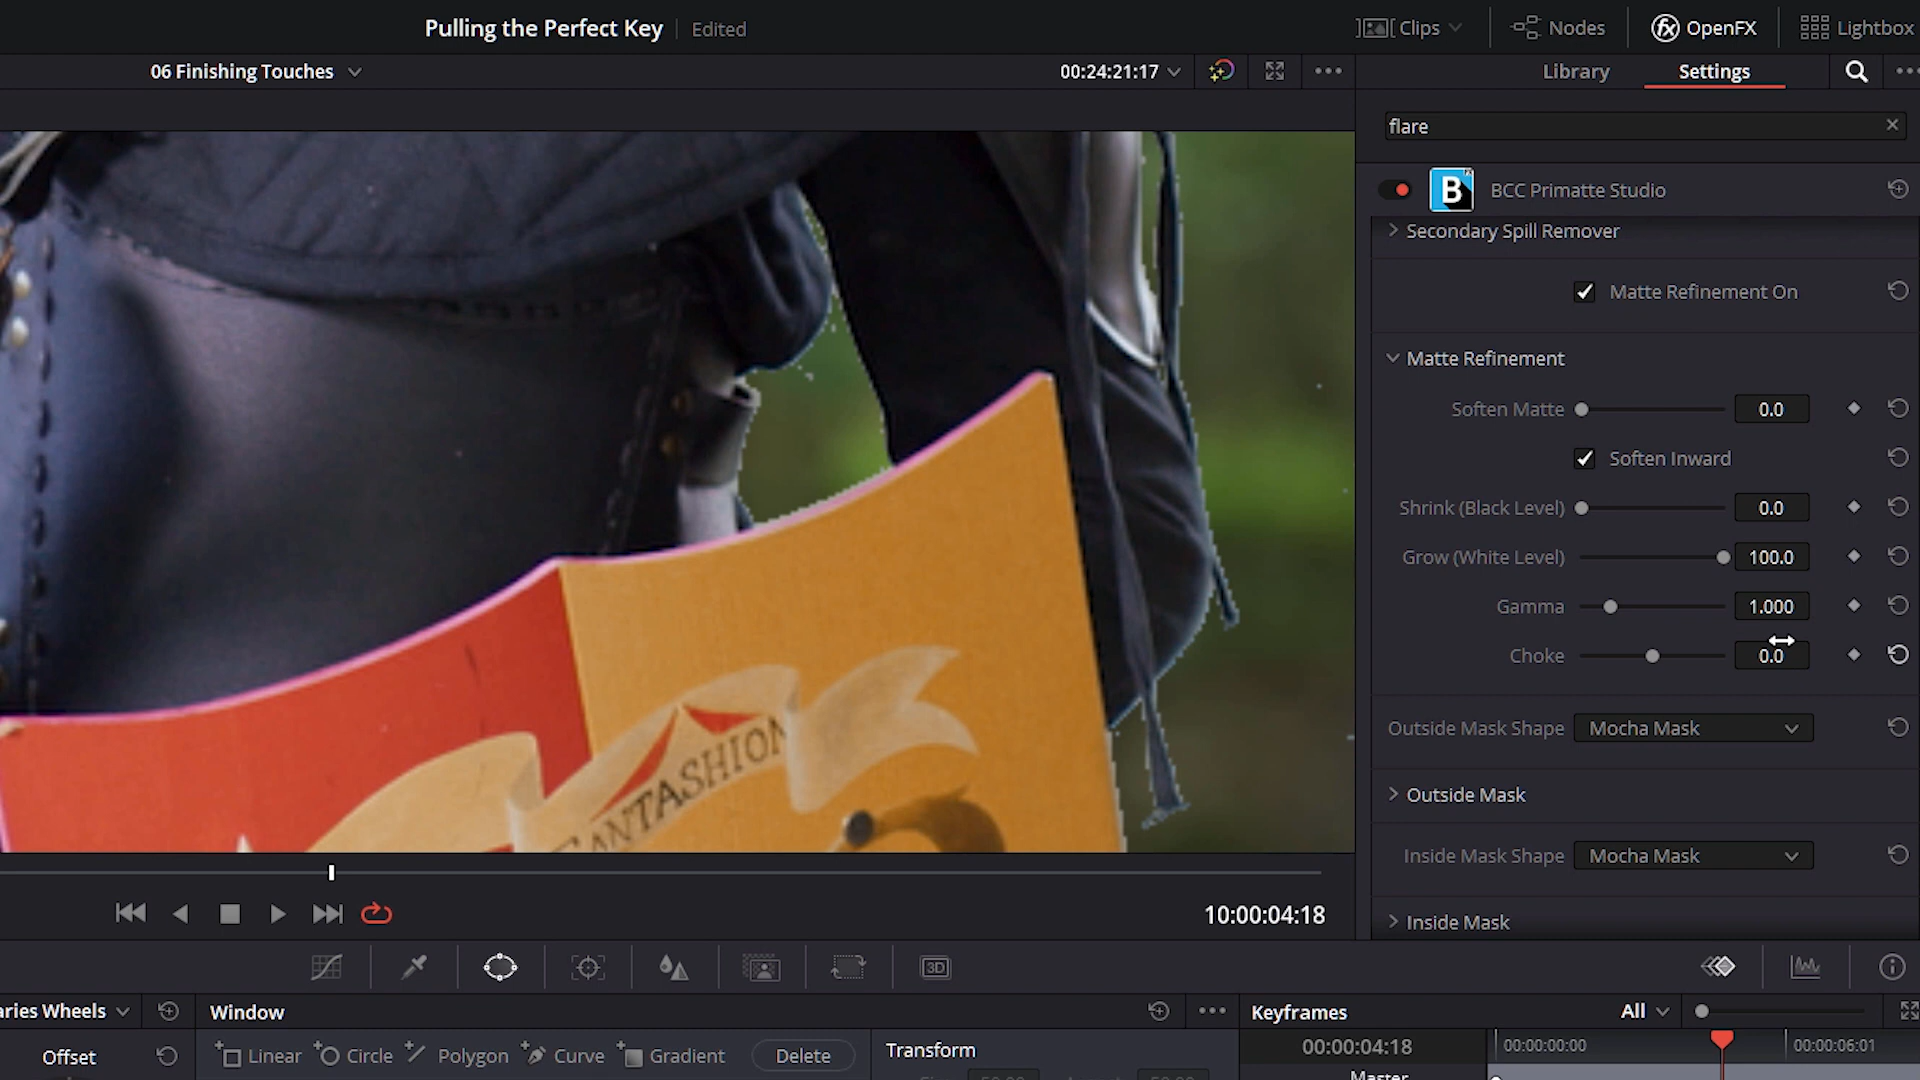 Pulling the Perfect Key Edited
Clips Nodes fx OpenFX Lightbox
06 Finishing Touches 00:24:21:17
Library Settings
flare
B BCC Primatte Studio
Secondary Spill Remover
Matte Refinement On
Matte Refinement
Soften Matte 0.0
Soften Inward
Shrink (Black Level) 0.0
Grow (White Level) 100.0
Gamma 1.000
Choke 0.0
Outside Mask Shape Mocha Mask
Outside Mask
Inside Mask Shape Mocha Mask
Inside Mask
FANTASHION
10:00:04:18
3D
aries Wheels Window Keyframes All
Offset Linear Circle Polygon Curve Gradient Delete Transform 00:00:04:18 00:00:00:00 00:00:06:01
Master